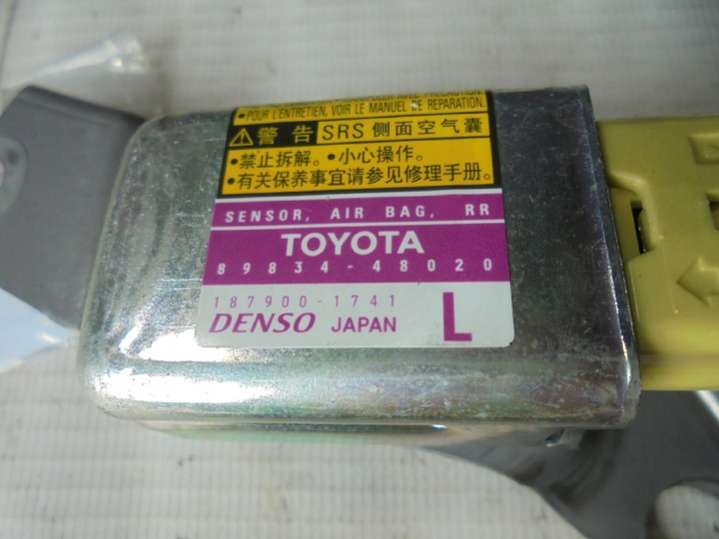 •POUR L'ENTRETIEN, VOIR LE MANUEL DE REPARATION.
⚠警告 SRS 侧面空气囊
•禁止拆解。•小心操作。
•有关保养事宜请参见修理手册。
SENSOR, AIR BAG, RR
TOYOTA
89834-48020
187900-1741
DENSO JAPAN L